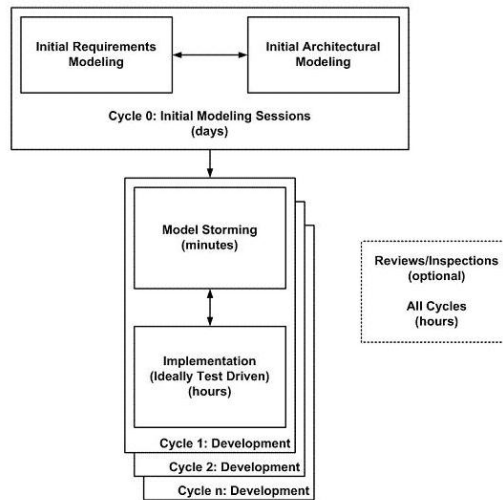 Initial Requirements
Modeling
Initial Architectural
Modeling
Cycle 0: Initial Modeling Sessions
(days)
Model Storming
(minutes)
Implementation
(Ideally Test Driven)
(hours)
Cycle 1: Development
Cycle 2: Development
Cycle n: Development
Reviews/Inspections
(optional)
All Cycles
(hours)